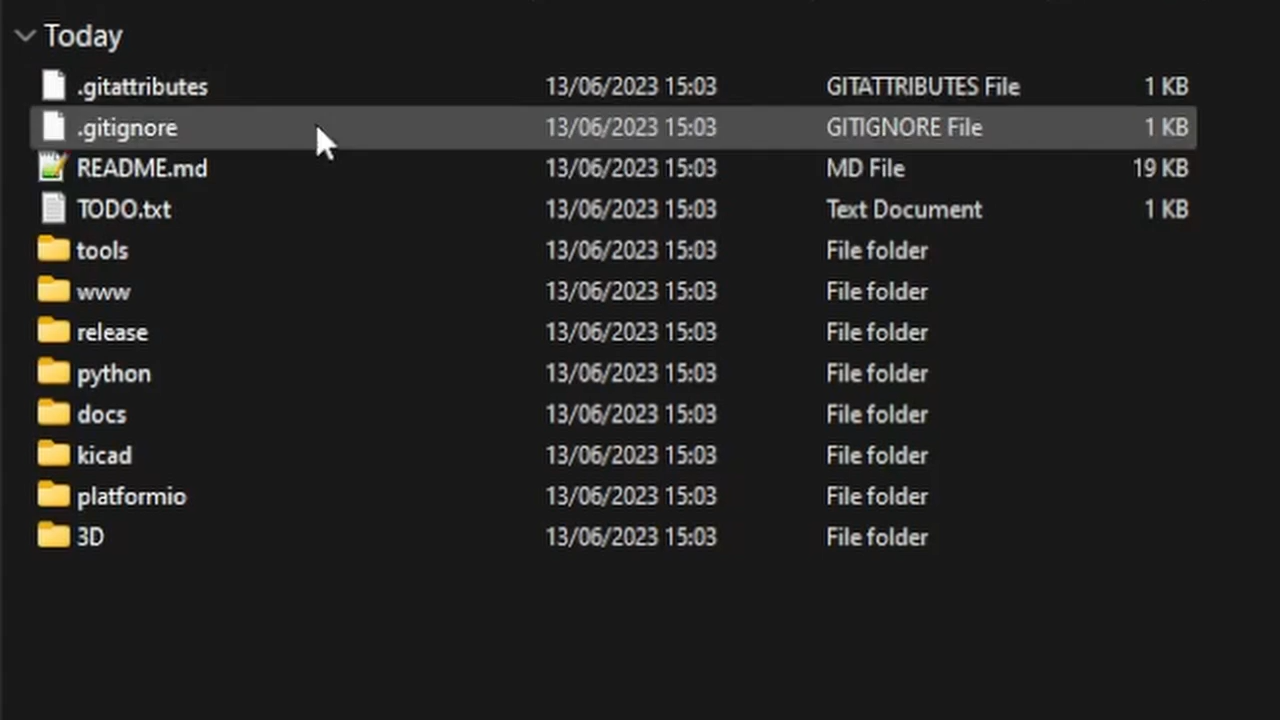 Today
.gitattributes 13/06/2023 15:03 GITATTRIBUTES File 1 KB
.gitignore 13/06/2023 15:03 GITIGNORE File 1 KB
README.md 13/06/2023 15:03 MD File 19 KB
TODO.txt 13/06/2023 15:03 Text Document 1 KB
tools 13/06/2023 15:03 File folder
www 13/06/2023 15:03 File folder
release 13/06/2023 15:03 File folder
python 13/06/2023 15:03 File folder
docs 13/06/2023 15:03 File folder
kicad 13/06/2023 15:03 File folder
platformio 13/06/2023 15:03 File folder
3D 13/06/2023 15:03 File folder